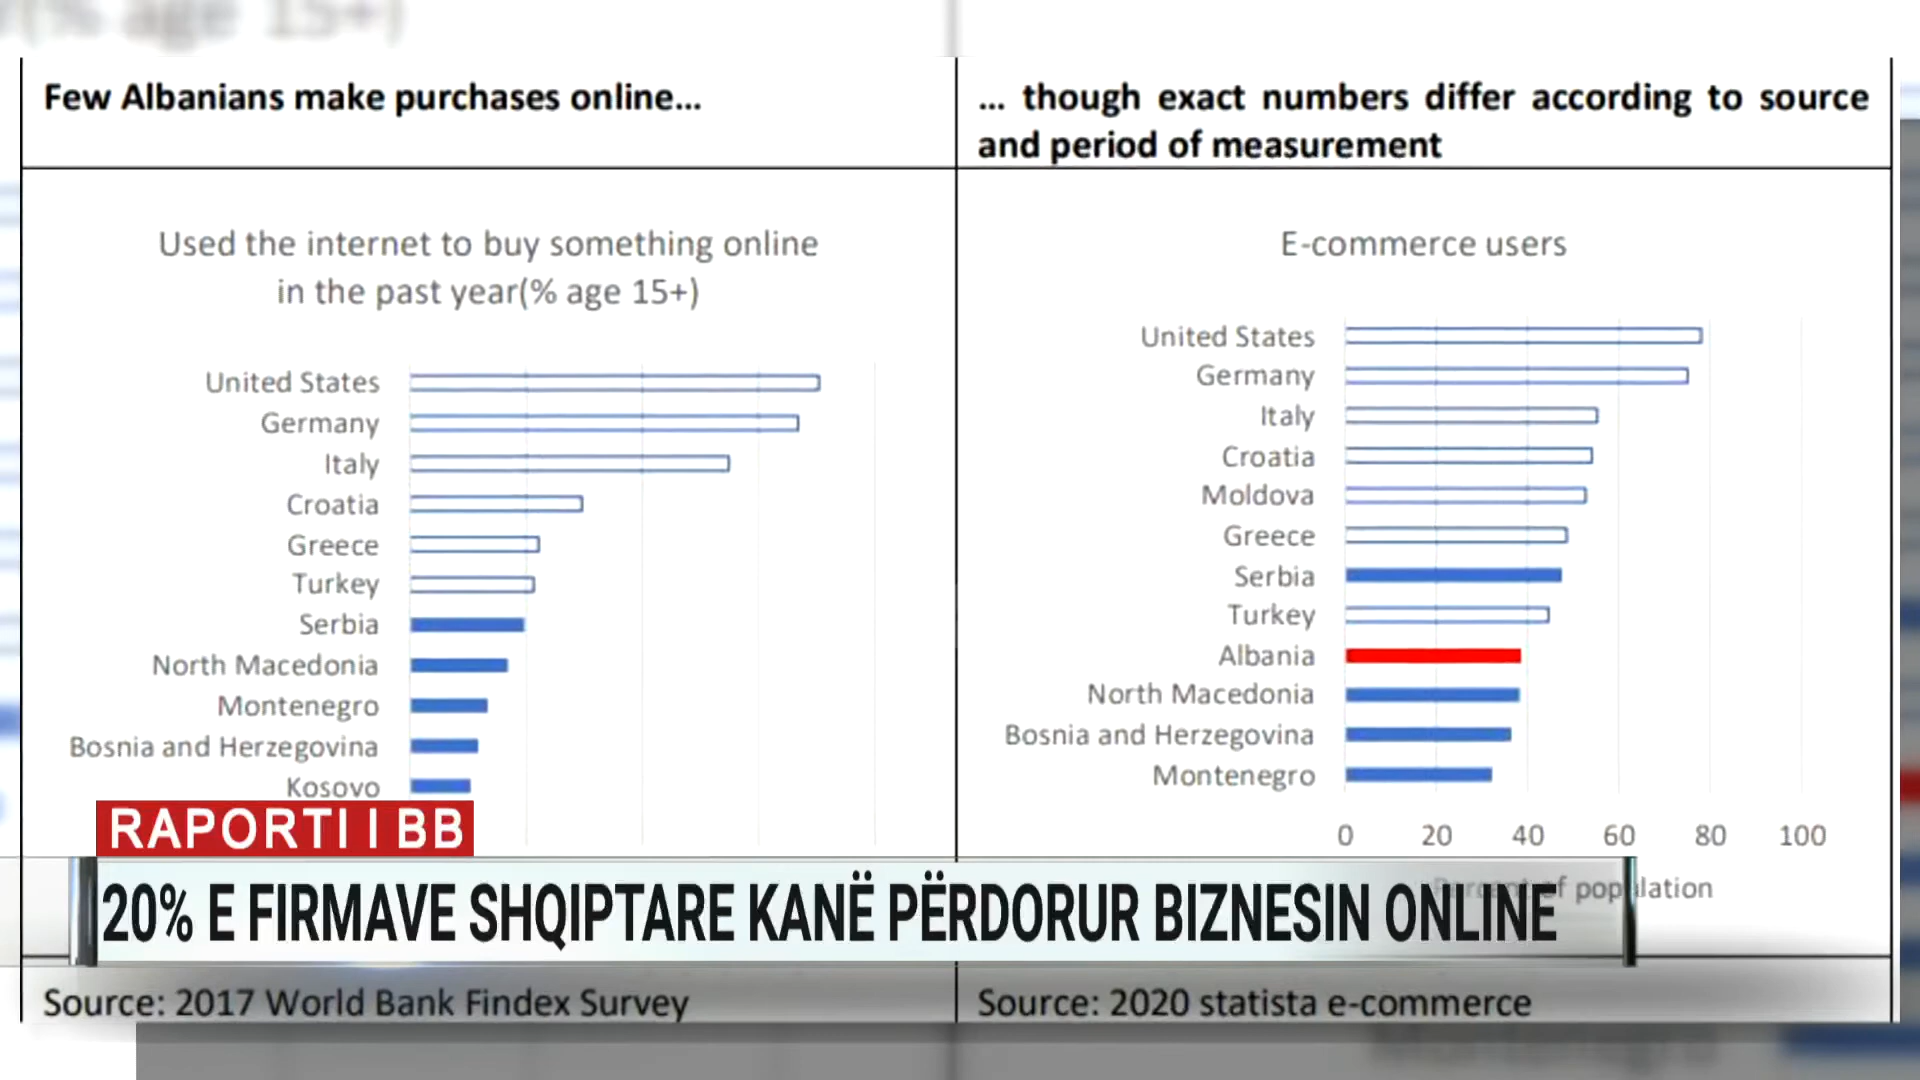 Few Albanians make purchases online...
... though exact numbers differ according to source
and period of measurement
Used the internet to buy something online
in the past year(% age 15+)
United States
Germany
Italy
Croatia
Greece
Turkey
Serbia
North Macedonia
Montenegro
Bosnia and Herzegovina
Kosovo
E-commerce users
United States
Germany
Italy
Croatia
Moldova
Greece
Serbia
Turkey
Albania
North Macedonia
Bosnia and Herzegovina
Montenegro
0 20 40 60 80 100
Percent of population
RAPORTI I BB
20% E FIRMAVE SHQIPTARE KANË PËRDORUR BIZNESIN ONLINE
Source: 2017 World Bank Findex Survey
Source: 2020 statista e-commerce